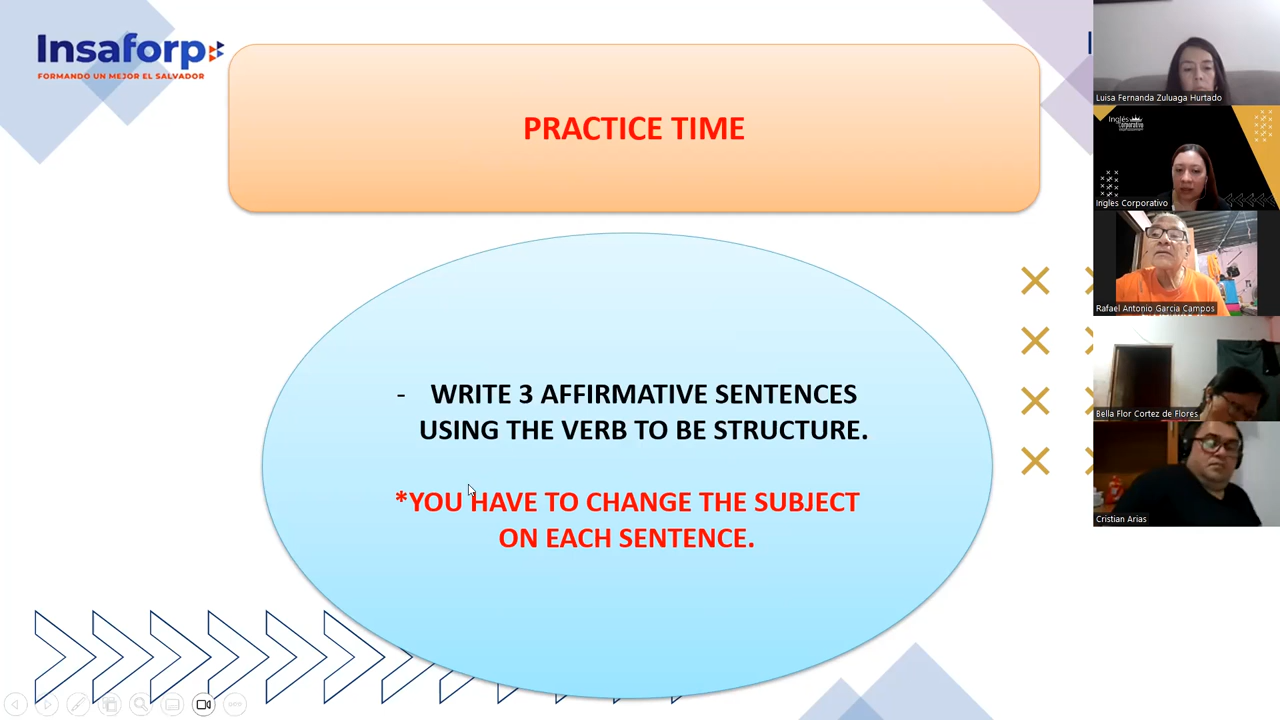 Insaforp
FORMANDO UN MEJOR EL SALVADOR
PRACTICE TIME
- WRITE 3 AFFIRMATIVE SENTENCES
USING THE VERB TO BE STRUCTURE.
*YOU HAVE TO CHANGE THE SUBJECT
ON EACH SENTENCE.
Luisa Fernanda Zuluaga Hurtado
Inglés
Corporativo
Ingles Corporativo
Rafael Antonio Garcia Campos
Bella Flor Cortez de Flores
Cristian Arias